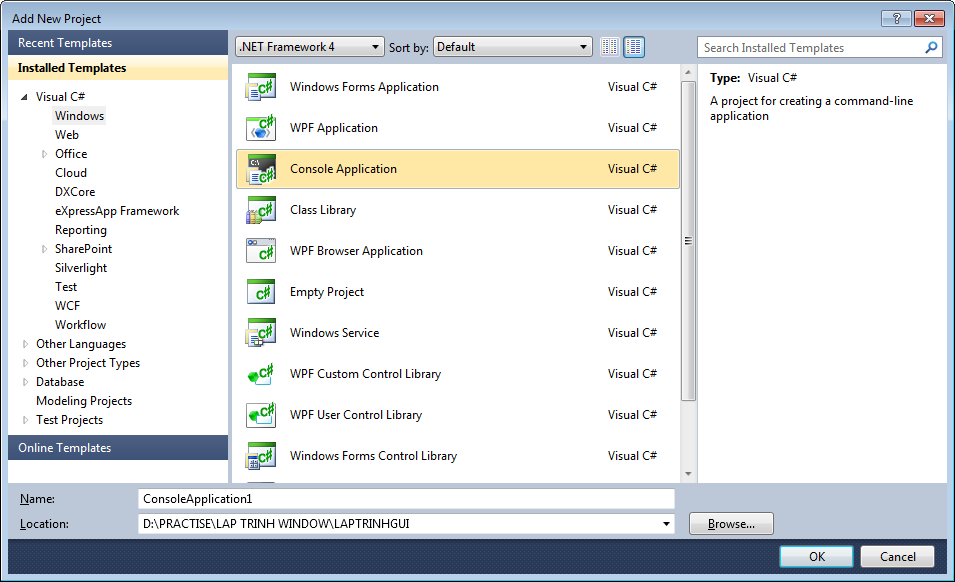 Add New Project
Recent Templates
Installed Templates
Visual C#
Windows
Web
Office
Cloud
DXCore
eXpressApp Framework
Reporting
SharePoint
Silverlight
Test
WCF
Workflow
Other Languages
Other Project Types
Database
Modeling Projects
Test Projects
Online Templates
.NET Framework 4 Sort by: Default
Windows Forms Application Visual C#
WPF Application Visual C#
Console Application Visual C#
Class Library Visual C#
WPF Browser Application Visual C#
Empty Project Visual C#
Windows Service Visual C#
WPF Custom Control Library Visual C#
WPF User Control Library Visual C#
Windows Forms Control Library Visual C#
Search Installed Templates
Type: Visual C#
A project for creating a command-line
application
Name: ConsoleApplication1
Location: D:\PRACTISE\LAP TRINH WINDOW\LAPTRINHGUI Browse...
OK Cancel